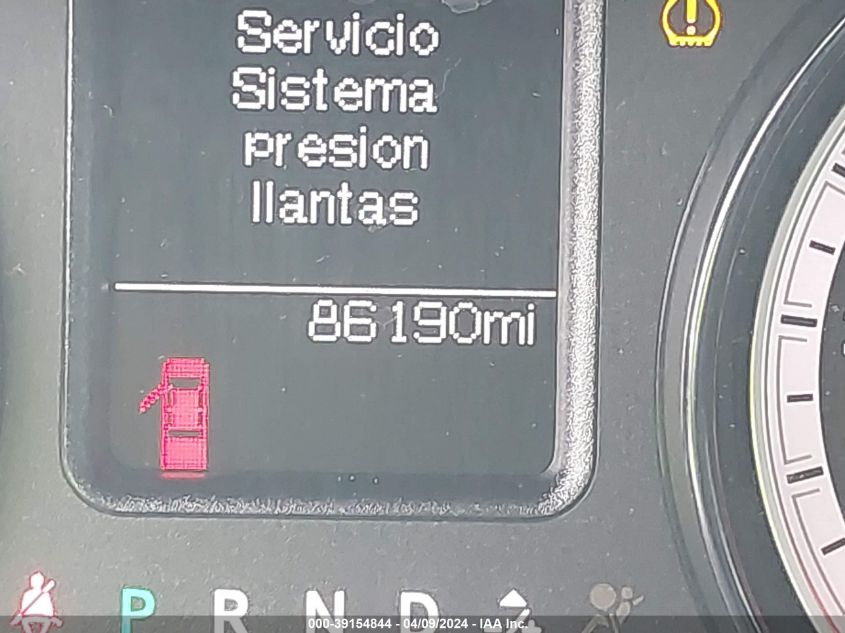 Servicio
Sistema
presion
llantas
86190mi
P R N D
000-39154844 - 04/09/2024 - IAA Inc.